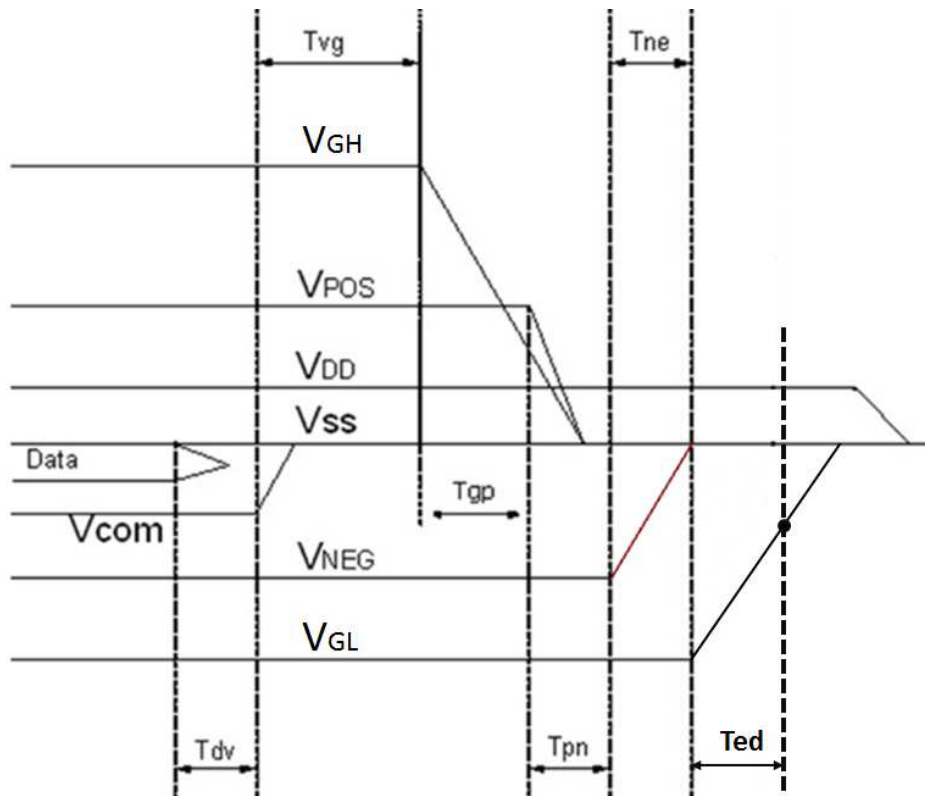 Tvg
Tne
VGH
VPOS
VDD
Vss
Data
Tgp
Vcom
VNEG
VGL
Tdv
Tpn
Ted